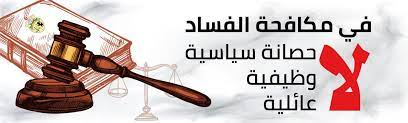 في مكافحة الفساد
لا
حصانة سياسية
وظيفية
عائلية